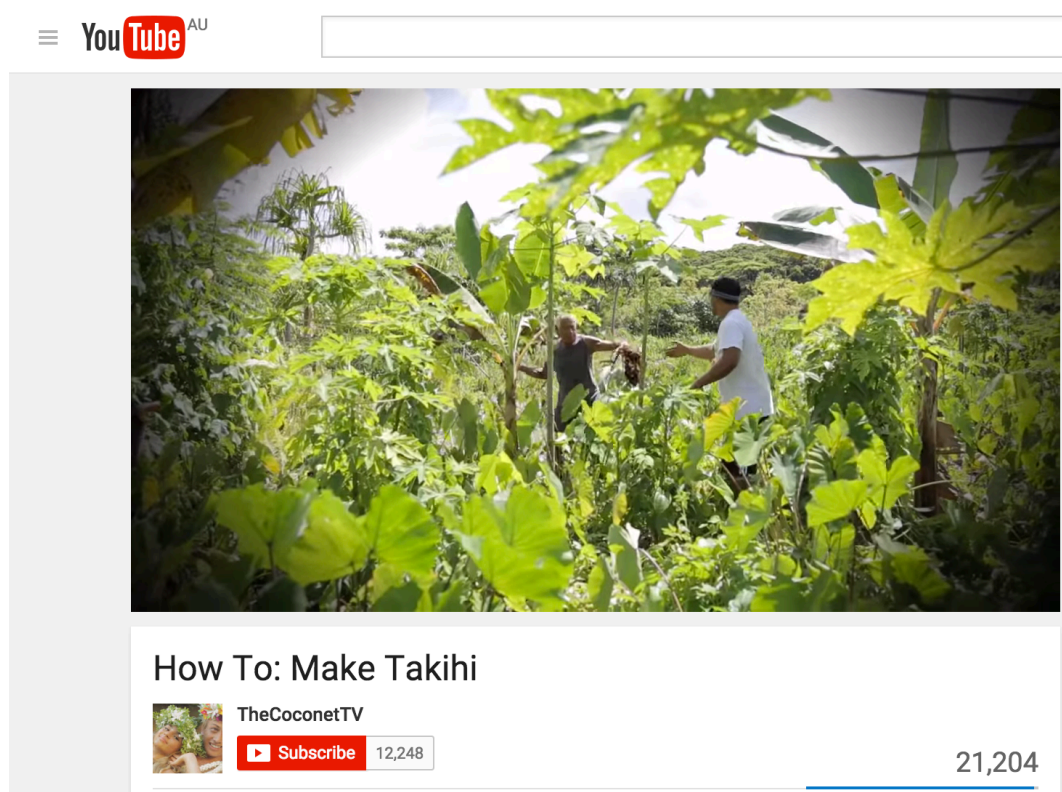 YouTube AU
How To: Make Takihi
TheCoconetTV
Subscribe 12,248
21,204